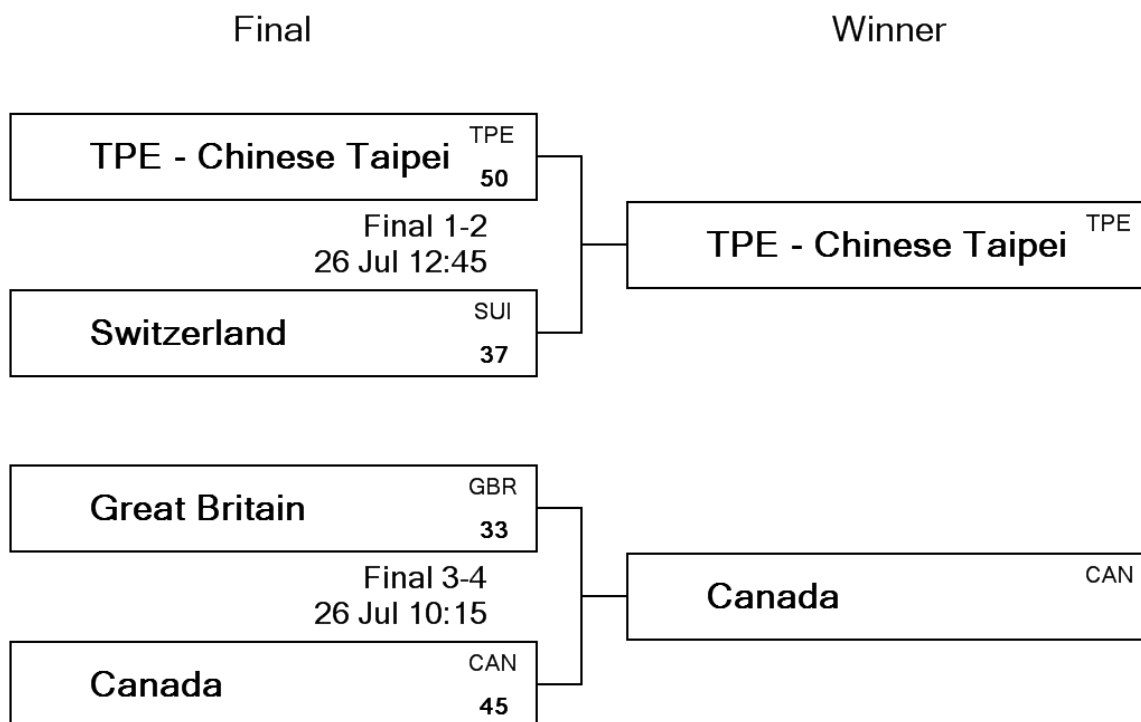 Final Winner
TPE
TPE - Chinese Taipei
50
Final 1-2
26 Jul 12:45
SUI
Switzerland
37
TPE
TPE - Chinese Taipei
GBR
Great Britain
33
Final 3-4
26 Jul 10:15
CAN
Canada
45
CAN
Canada